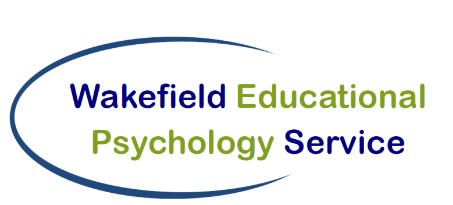 Wakefield Educational
Psychology Service